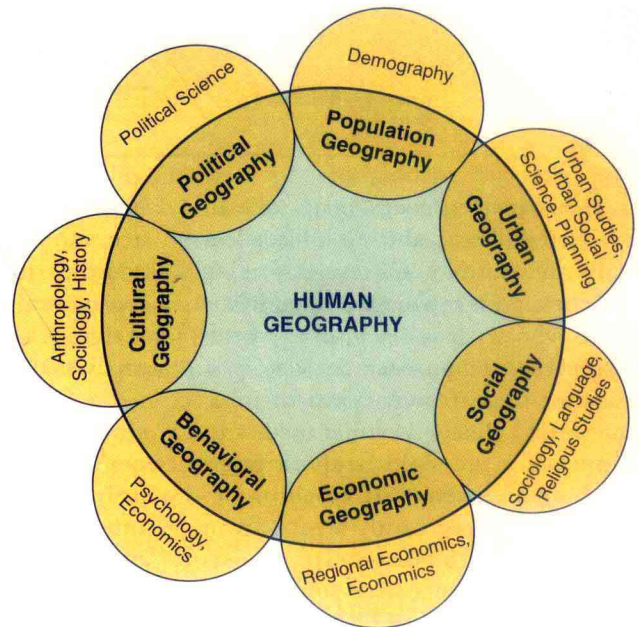 HUMAN
GEOGRAPHY
Demography
Population
Geography
Urban Studies,
Urban Social
Science, Planning
Urban
Geography
Social
Geography
Sociology, Language,
Religous Studies
Economic
Geography
Regional Economics,
Economics
Behavioral
Geography
Psychology,
Economics
Cultural
Geography
Anthropology,
Sociology, History
Political Science
Political
Geography